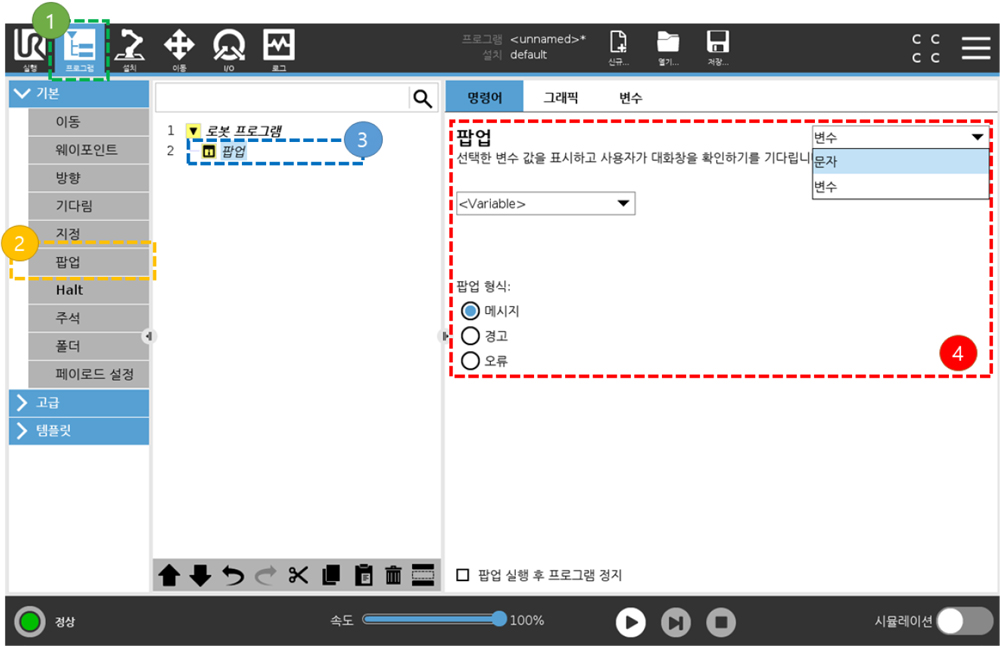 1
UR
프로그램 <unnamed>*
설치 default
C C
C C
실행 프로그램 설치 이동 I/O 로그 신규... 열기... 저장...
기본
이동
웨이포인트
방향
기다림
지정
2
팝업
Halt
주석
폴더
페이로드 설정
고급
템플릿
1 로봇 프로그램
2 팝업
3
명령어 그래픽 변수
팝업
선택한 변수 값을 표시하고 사용자가 대화창을 확인하기를 기다립니
변수
문자
변수
<Variable>
팝업 형식:
메시지
경고
오류
4
팝업 실행 후 프로그램 정지
정상
속도 100%
시뮬레이션